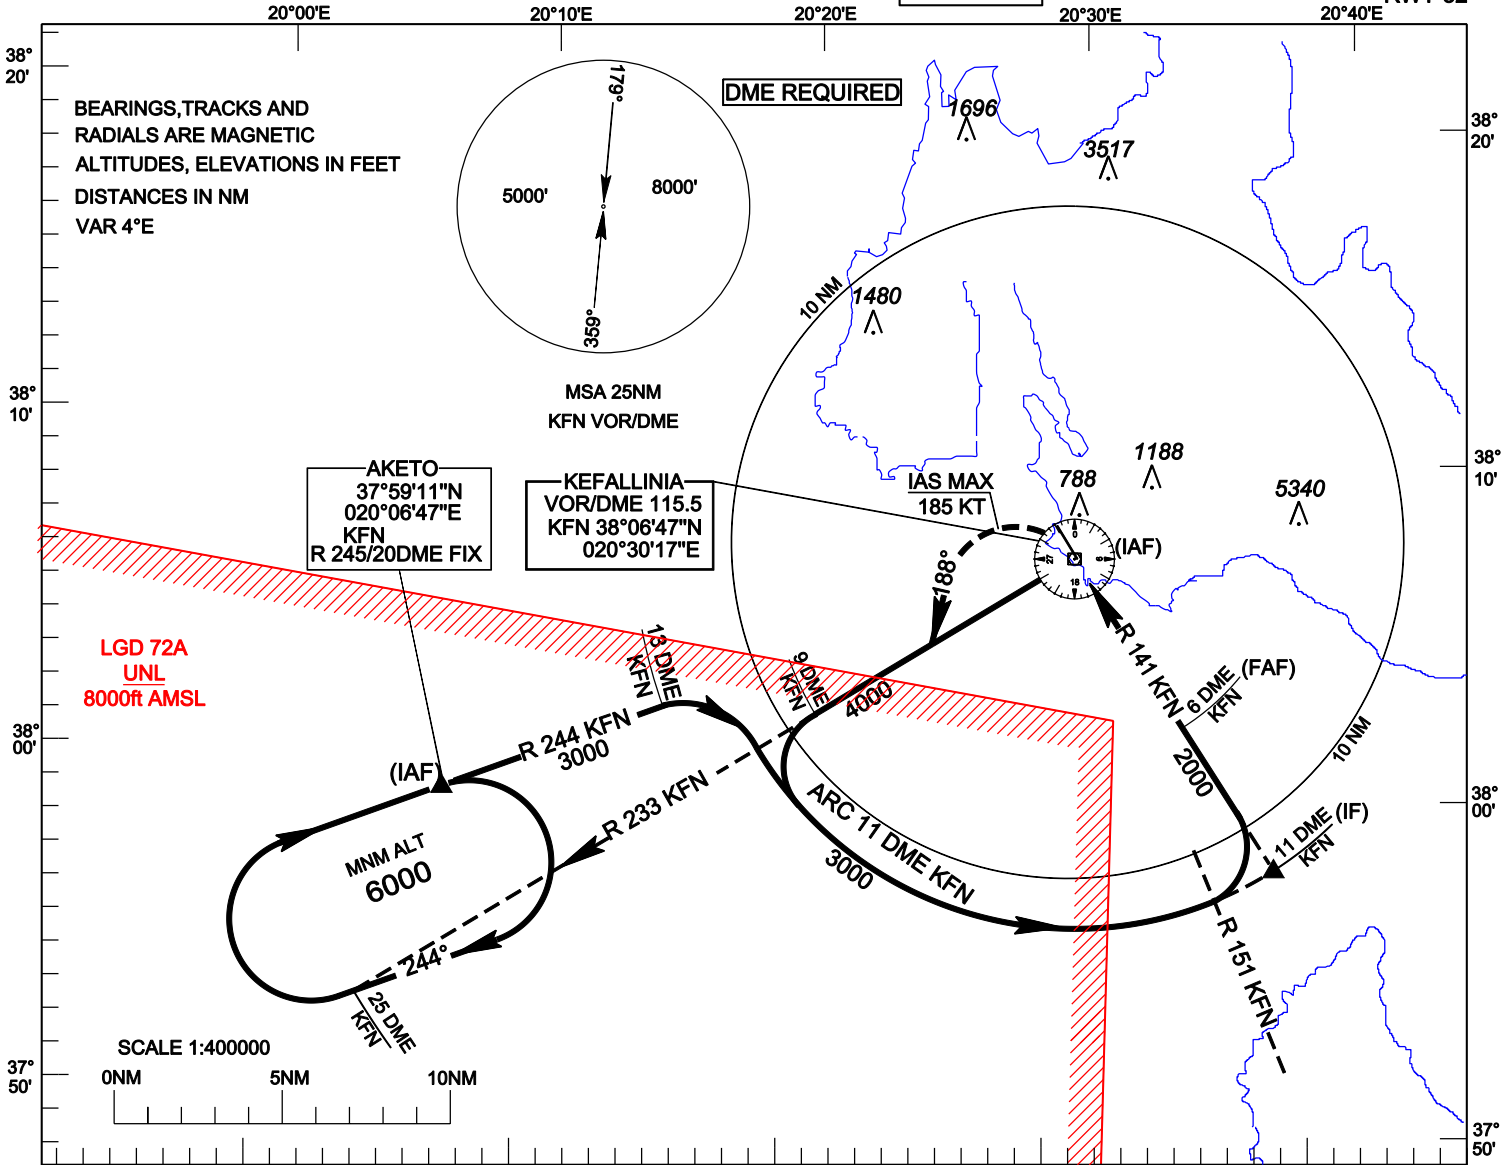 20°00'E
20°10'E
20°20'E
20°30'E
20°40'E
38°
20'
BEARINGS,TRACKS AND
RADIALS ARE MAGNETIC
ALTITUDES, ELEVATIONS IN FEET
DISTANCES IN NM
VAR 4°E
179°
5000'
8000'
359°
MSA 25NM
KFN VOR/DME
DME REQUIRED
1696
3517
38°
20'
10 NM
1480
38°
10'
AKETO
37°59'11"N
020°06'47"E
KFN
R 245/20DME FIX
KEFALLINIA
VOR/DME 115.5
KFN 38°06'47"N
020°30'17"E
IAS MAX
185 KT
788
1188
5340
38°
10'
0
9
18
27
(IAF)
188°
LGD 72A
UNL
8000ft AMSL
13 DME
KFN
9 DME
KFN
4000
R 141 KFN
6 DME
KFN
(FAF)
10 NM
2000
38°
00'
R 244 KFN
3000
(IAF)
R 233 KFN
ARC 11 DME KFN
3000
11 DME
KFN
(IF)
38°
00'
MNM ALT
6000
244°
25 DME
KFN
R 151 KFN
SCALE 1:400000
0NM
5NM
10NM
37°
50'
37°
50'